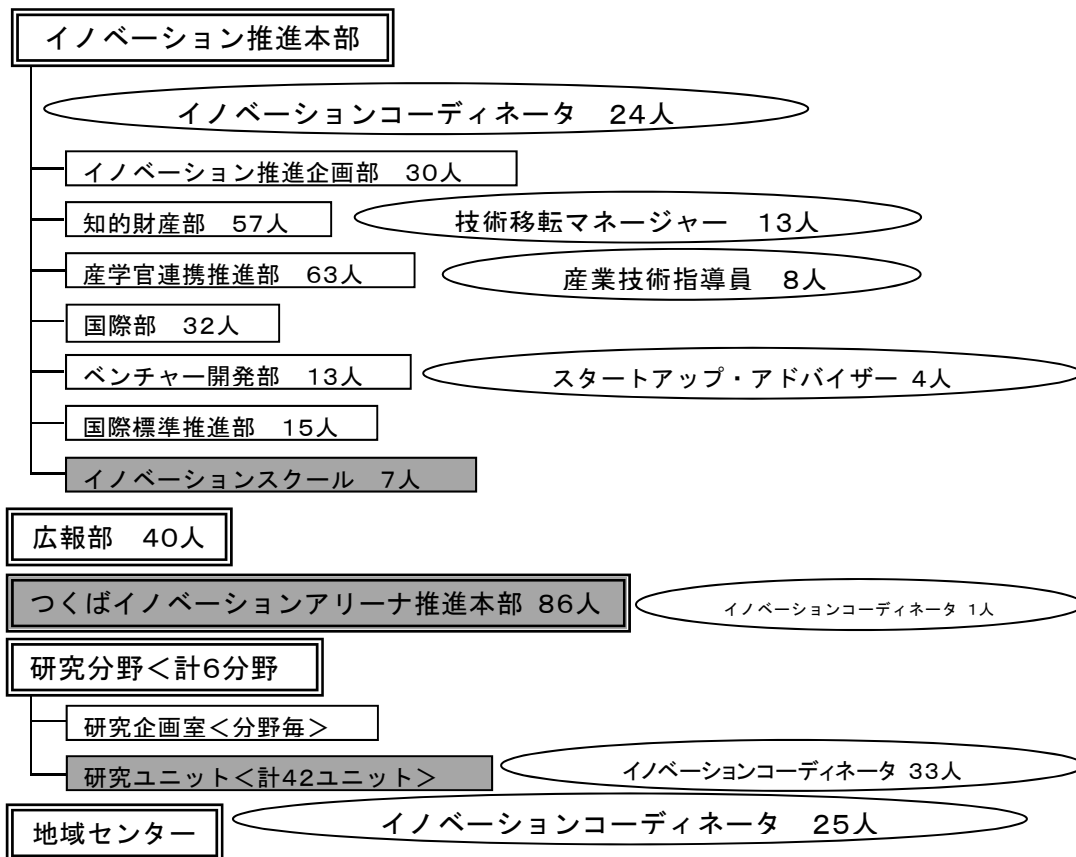 イノベーション推進本部
イノベーションコーディネータ　24人
イノベーション推進企画部　30人
知的財産部　57人
技術移転マネージャー　13人
産学官連携推進部　63人
産業技術指導員　8人
国際部　32人
ベンチャー開発部　13人
スタートアップ・アドバイザー 4人
国際標準推進部　15人
イノベーションスクール　7人
広報部　40人
つくばイノベーションアリーナ推進本部 86人
イノベーションコーディネータ 1人
研究分野＜計6分野
研究企画室＜分野毎＞
研究ユニット＜計42ユニット＞
イノベーションコーディネータ 33人
地域センター
イノベーションコーディネータ　25人